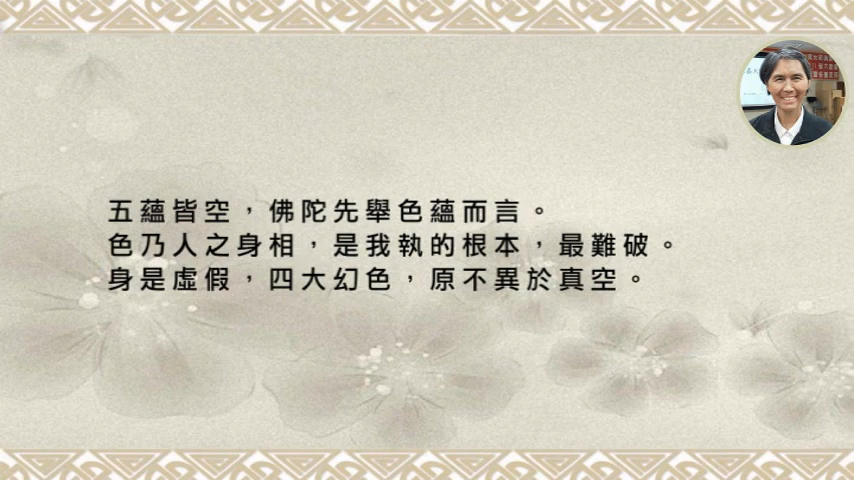 五蘊皆空，佛陀先舉色蘊而言。
色乃人之身相，是我執的根本，最難破。
身是虛假，四大幻色，原不異於真空。